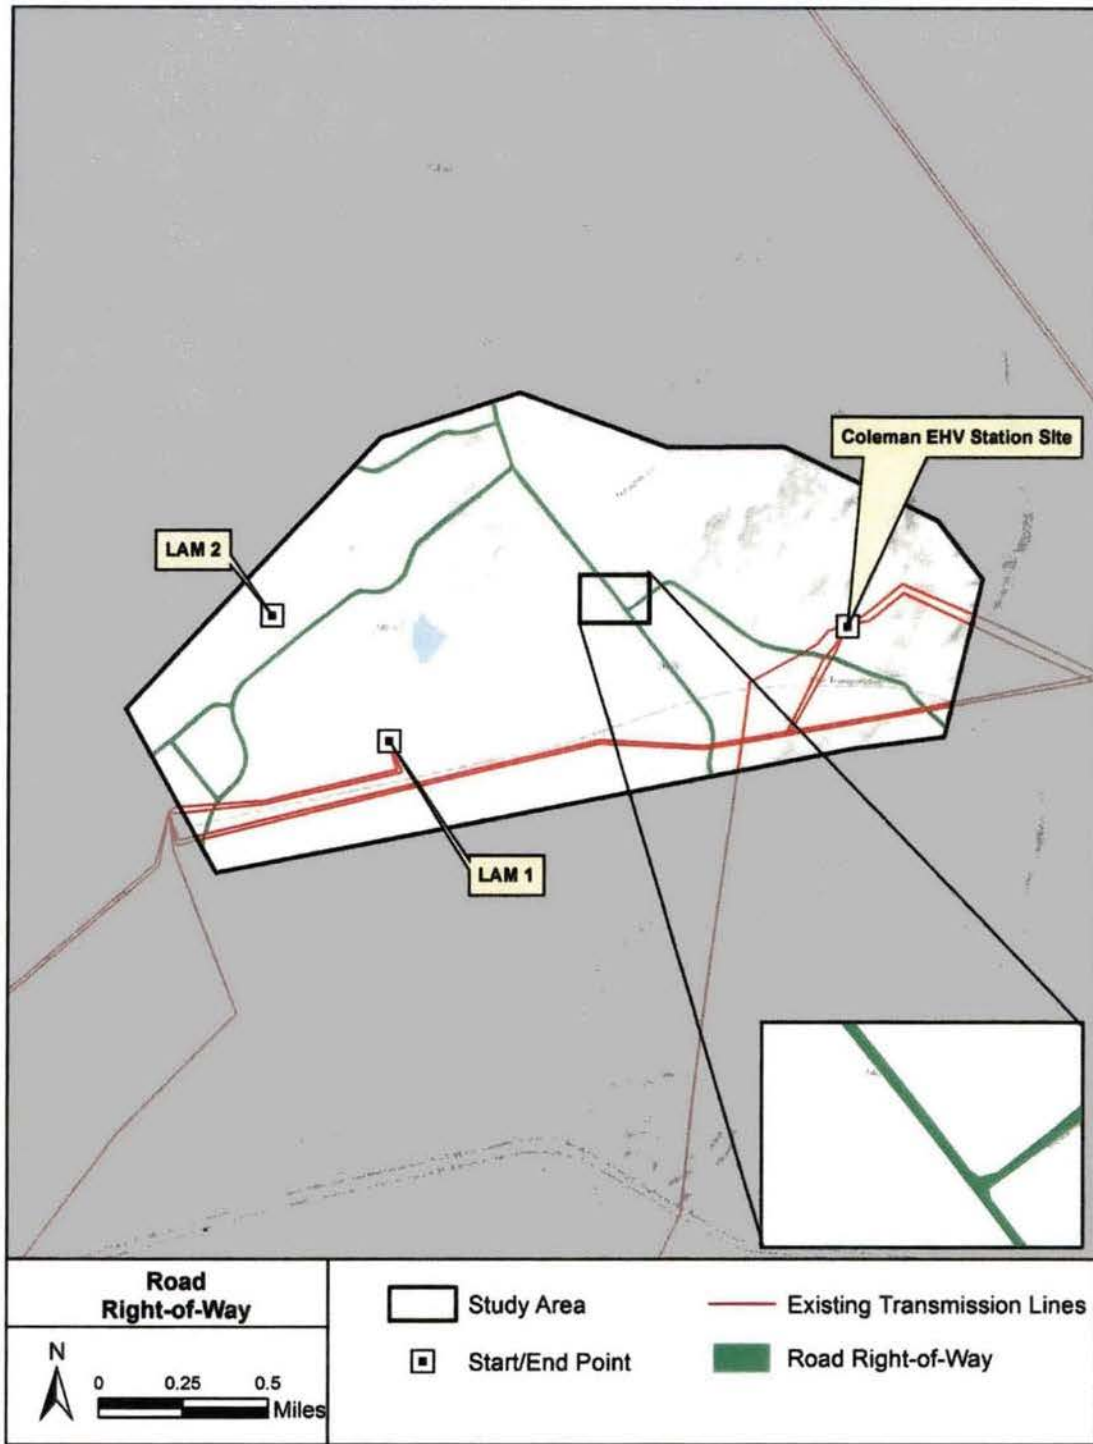 Coleman EHV Station Site
LAM 2
LAM 1
Road
Right-of-Way
N
0 0.25 0.5
Miles
Study Area
Start/End Point
Existing Transmission Lines
Road Right-of-Way